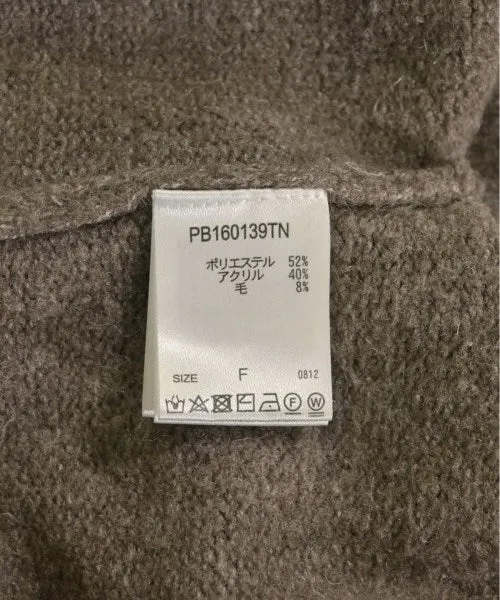 PB160139TN
ポリエステル 52%
アクリル 40%
毛 8%
SIZE F 0812
F W